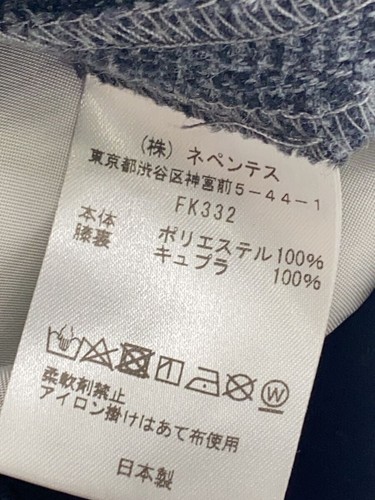 (株) ネペンテス
東京都渋谷区神宮前5-44-1
FK332
本体 ポリエステル100%
膝裏 キュプラ 100%
W
柔軟剤禁止
アイロン掛けはあて布使用
日本製